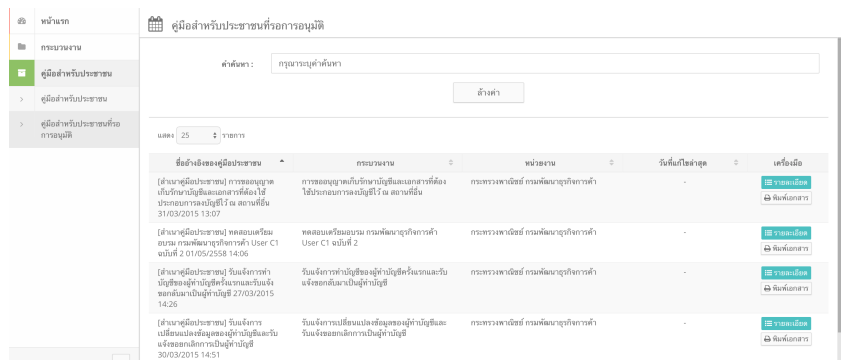 หน้าแรก
กระบวนงาน
คู่มือสำหรับประชาชน
คู่มือสำหรับประชาชน
คู่มือสำหรับประชาชนที่รอ
การอนุมัติ
คู่มือสำหรับประชาชนที่รอการอนุมัติ
คำค้นหา :
กรุณาระบุคำค้นหา
ล้างค่า
แสดง 25 รายการ
ชื่ออ้างอิงของคู่มือประชาชน กระบวนงาน หน่วยงาน วันที่แก้ไขล่าสุด เครื่องมือ
[สำเนาคู่มือประชาชน] การขออนุญาต
เก็บรักษาบัญชีและเอกสารที่ต้องใช้
ประกอบการลงบัญชีไว้ ณ สถานที่อื่น
31/03/2015 13:07
การขออนุญาตเก็บรักษาบัญชีและเอกสารที่ต้อง
ใช้ประกอบการลงบัญชีไว้ ณ สถานที่อื่น
กระทรวงพาณิชย์ กรมพัฒนาธุรกิจการค้า
-
รายละเอียด
พิมพ์เอกสาร
[สำเนาคู่มือประชาชน] ทดสอบเตรียม
อบรม กรมพัฒนาธุรกิจการค้า User C1
ฉบับที่ 2 01/05/2558 14:06
ทดสอบเตรียมอบรม กรมพัฒนาธุรกิจการค้า
User C1 ฉบับที่ 2
กระทรวงพาณิชย์ กรมพัฒนาธุรกิจการค้า
-
รายละเอียด
พิมพ์เอกสาร
[สำเนาคู่มือประชาชน] รับแจ้งการทำ
บัญชีของผู้ทำบัญชีครั้งแรกและรับแจ้ง
ขอกลับมาเป็นผู้ทำบัญชี 27/03/2015
14:26
รับแจ้งการทำบัญชีของผู้ทำบัญชีครั้งแรกและรับ
แจ้งขอกลับมาเป็นผู้ทำบัญชี
กระทรวงพาณิชย์ กรมพัฒนาธุรกิจการค้า
-
รายละเอียด
พิมพ์เอกสาร
[สำเนาคู่มือประชาชน] รับแจ้งการ
เปลี่ยนแปลงข้อมูลของผู้ทำบัญชีและรับ
แจ้งขอยกเลิกการเป็นผู้ทำบัญชี
30/03/2015 14:51
รับแจ้งการเปลี่ยนแปลงข้อมูลของผู้ทำบัญชีและ
รับแจ้งขอยกเลิกการเป็นผู้ทำบัญชี
กระทรวงพาณิชย์ กรมพัฒนาธุรกิจการค้า
-
รายละเอียด
พิมพ์เอกสาร